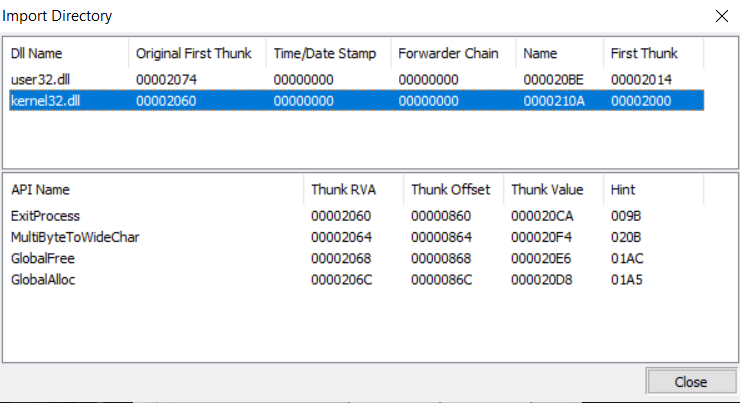 Import Directory
Dll Name Original First Thunk Time/Date Stamp Forwarder Chain Name First Thunk
user32.dll 00002074 00000000 00000000 000020BE 00002014
kernel32.dll 00002060 00000000 00000000 0000210A 00002000
API Name Thunk RVA Thunk Offset Thunk Value Hint
ExitProcess 00002060 00000860 000020CA 009B
MultiByteToWideChar 00002064 00000864 000020F4 020B
GlobalFree 00002068 00000868 000020E6 01AC
GlobalAlloc 0000206C 0000086C 000020D8 01A5
Close